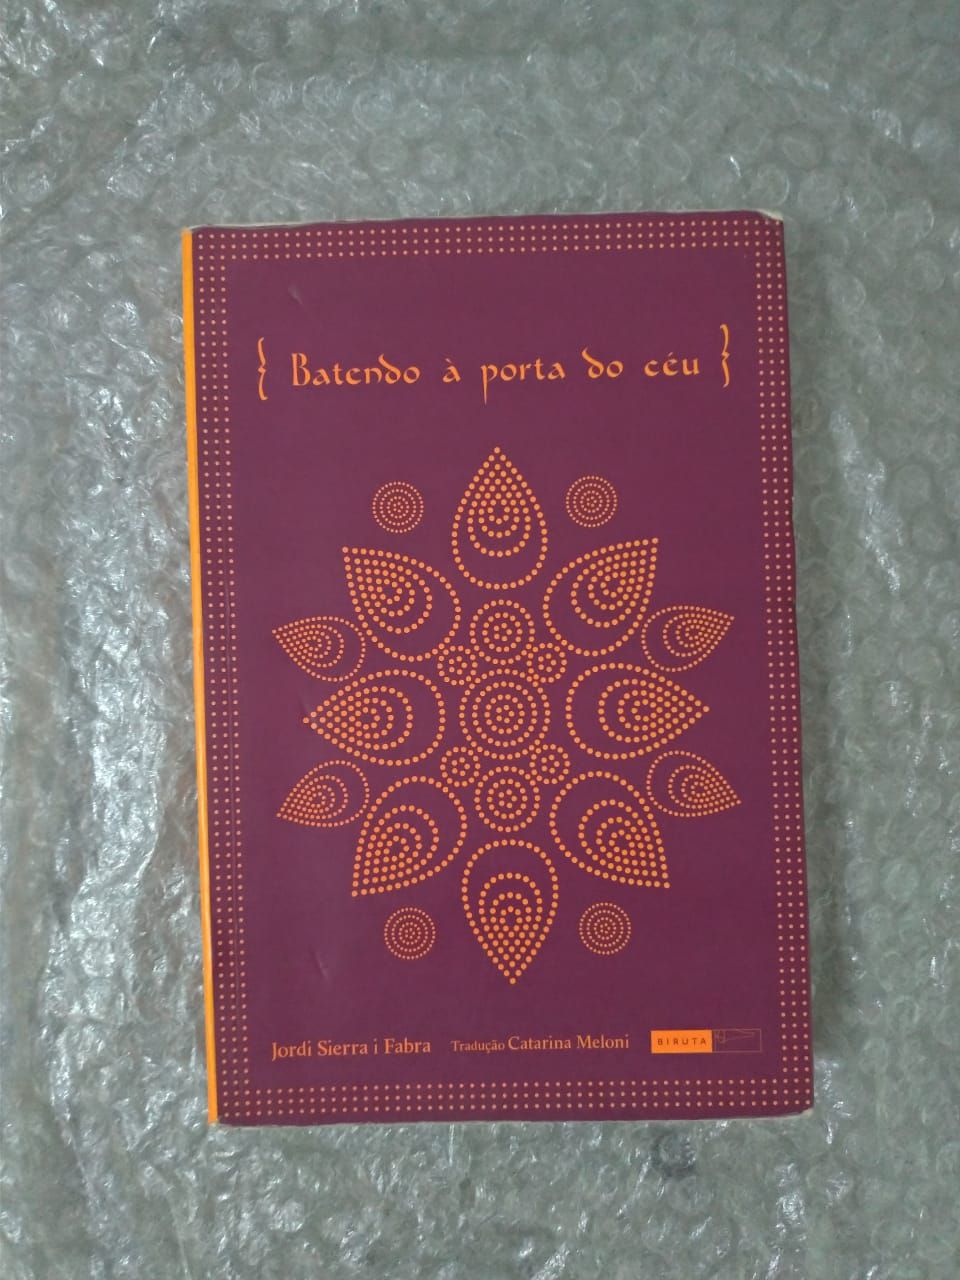 { Batendo à porta do céu }
Jordi Sierra i Fabra Tradução Catarina Meloni BIRUTA